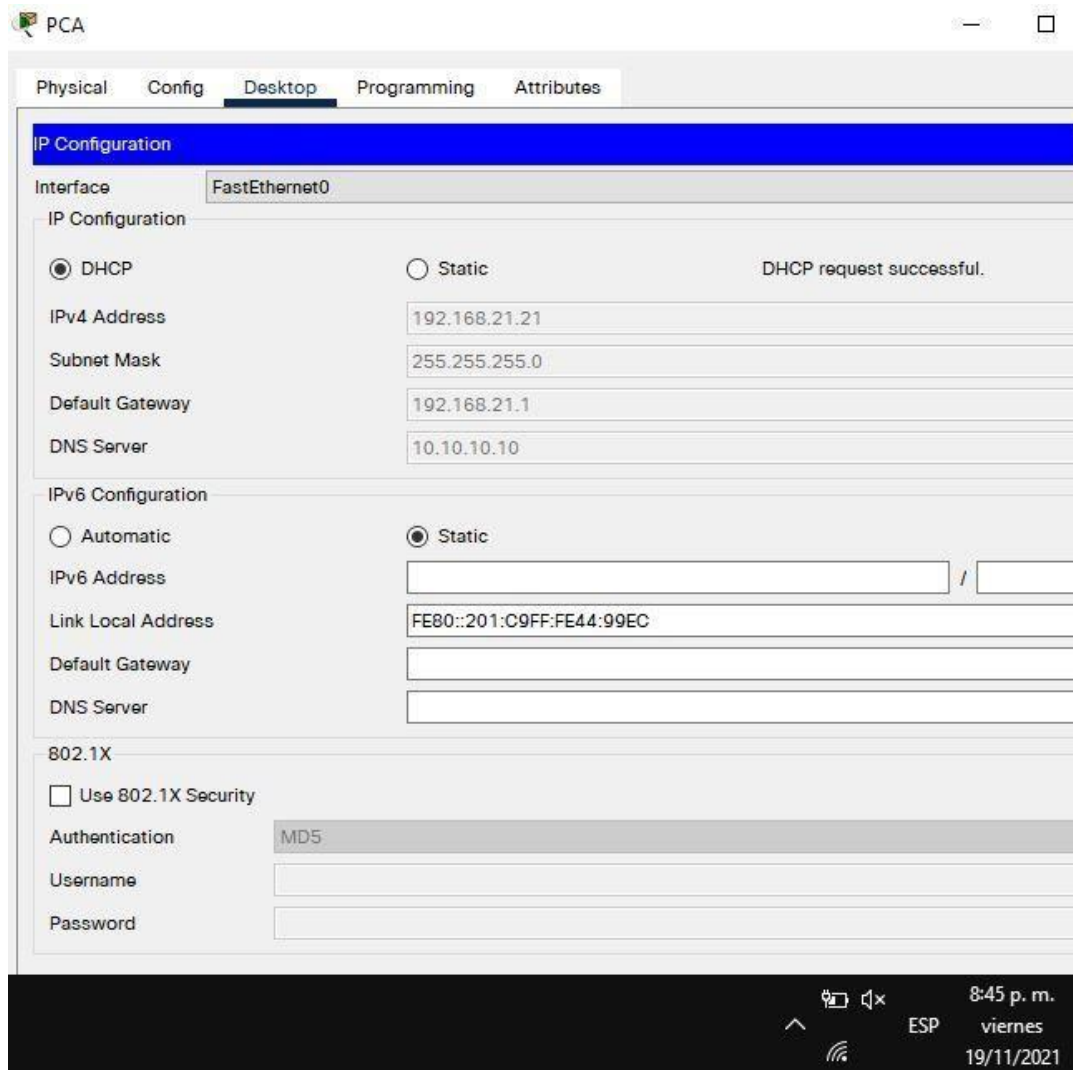 PCA
Physical Config Desktop Programming Attributes
IP Configuration
Interface FastEthernet0
IP Configuration
DHCP Static DHCP request successful.
IPv4 Address 192.168.21.21
Subnet Mask 255.255.255.0
Default Gateway 192.168.21.1
DNS Server 10.10.10.10
IPv6 Configuration
Automatic Static
IPv6 Address /
Link Local Address FE80::201:C9FF:FE44:99EC
Default Gateway
DNS Server
802.1X
Use 802.1X Security
Authentication MD5
Username
Password
8:45 p. m.
ESP viernes
19/11/2021